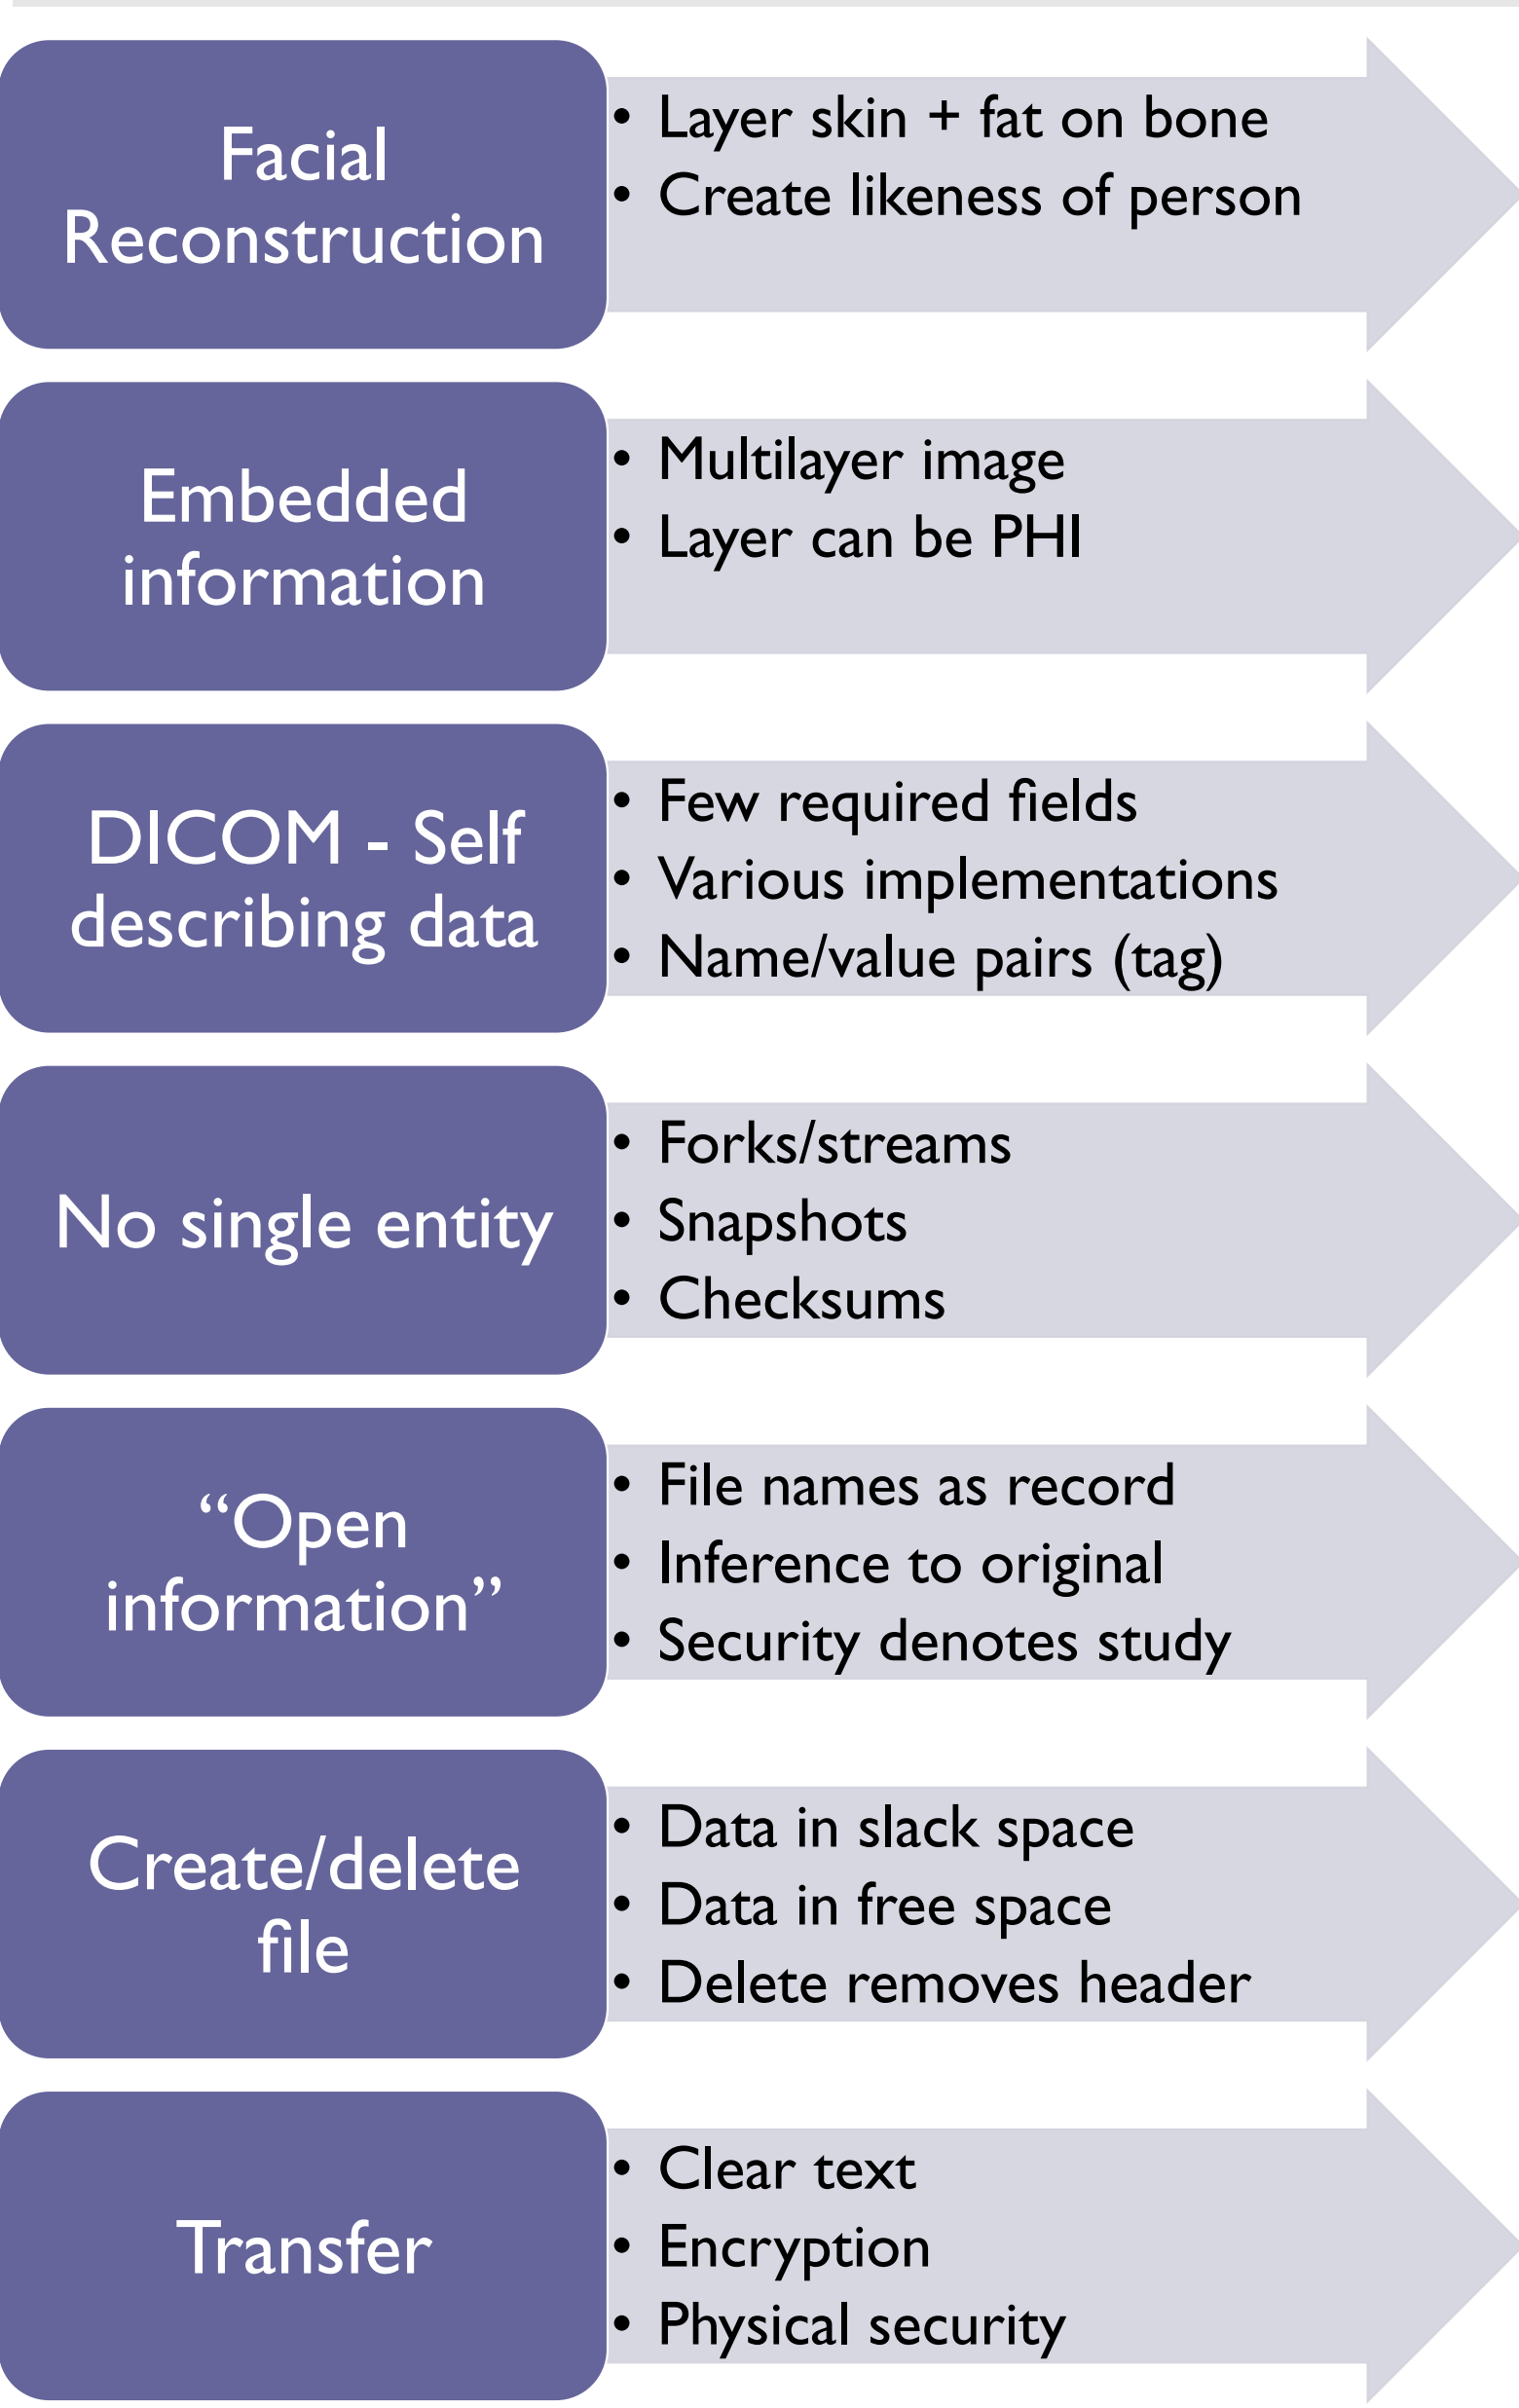 Facial
Reconstruction
• Layer skin + fat on bone
• Create likeness of person
Embedded
information
• Multilayer image
• Layer can be PHI
DICOM - Self
describing data
• Few required fields
• Various implementations
• Name/value pairs (tag)
No single entity
• Forks/streams
• Snapshots
• Checksums
“Open
information”
• File names as record
• Inference to original
• Security denotes study
Create/delete
file
• Data in slack space
• Data in free space
• Delete removes header
Transfer
• Clear text
• Encryption
• Physical security